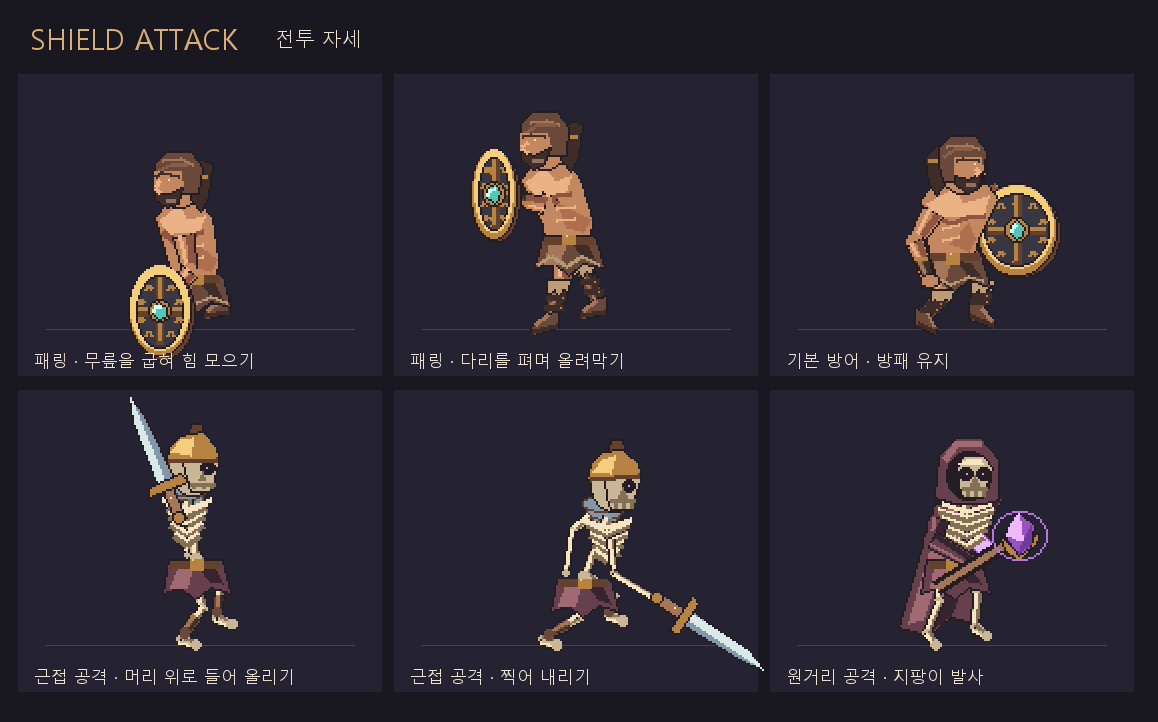 SHIELD ATTACK 전투 자세
패링 · 무릎을 굽혀 힘 모으기
패링 · 다리를 펴며 올려막기
기본 방어 · 방패 유지
근접 공격 · 머리 위로 들어 올리기
근접 공격 · 찍어 내리기
원거리 공격 · 지팡이 발사